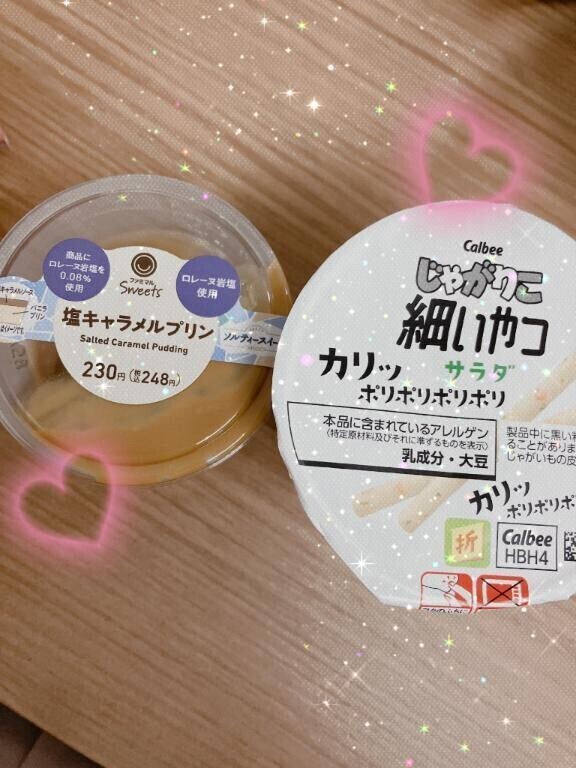 商品に
ロレーヌ岩塩を
0.08%
使用
ファミマル
Sweets
ロレーヌ岩塩
使用
キャラメルソース
バニラ
プリン
塩キャラメルプリン
Salted Caramel Pudding
ソルティースイー
230円(税込248円)
Calbee
じゃがりこ
細いやつ
サラダ
カリッ
ポリポリポリポリ
本品に含まれているアレルゲン
(特定原材料及びそれに準ずるものを表示)
乳成分・大豆
製品中に黒い粒
ることがありま
じゃがいもの皮
カリッ
ポリポリポ
折
Calbee
HBH4